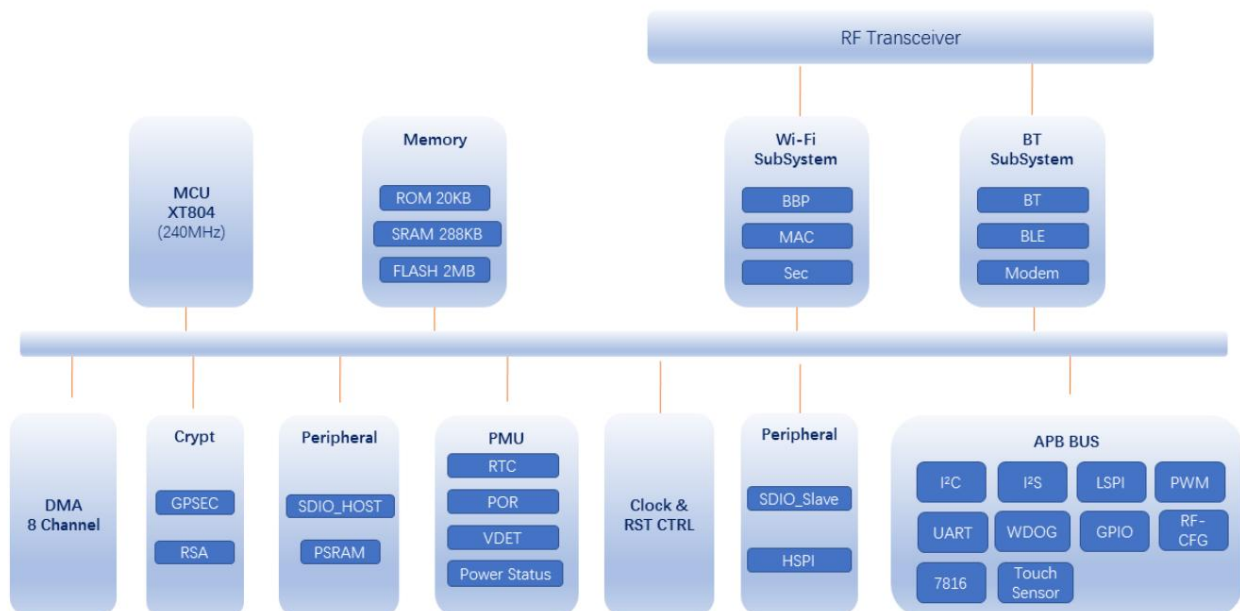 RF Transceiver
MCU
XT804
(240MHz)
Memory
ROM 20KB
SRAM 288KB
FLASH 2MB
Wi-Fi
SubSystem
BBP
MAC
Sec
BT
SubSystem
BT
BLE
Modem
DMA
8 Channel
Crypt
GPSEC
RSA
Peripheral
SDIO_HOST
PSRAM
PMU
RTC
POR
VDET
Power Status
Clock &
RST CTRL
Peripheral
SDIO_Slave
HSPI
APB BUS
I²C
I²S
LSPI
PWM
UART
WDOG
GPIO
RF-
CFG
7816
Touch
Sensor